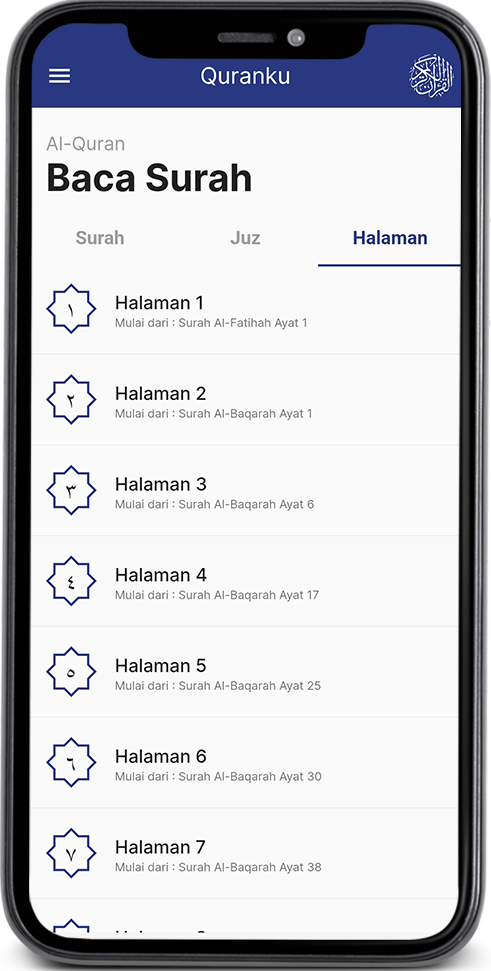 Quranku
Al-Quran
Baca Surah
Surah Juz Halaman
١
Halaman 1
Mulai dari : Surah Al-Fatihah Ayat 1
٢
Halaman 2
Mulai dari : Surah Al-Baqarah Ayat 1
٣
Halaman 3
Mulai dari : Surah Al-Baqarah Ayat 6
٤
Halaman 4
Mulai dari : Surah Al-Baqarah Ayat 17
٥
Halaman 5
Mulai dari : Surah Al-Baqarah Ayat 25
٦
Halaman 6
Mulai dari : Surah Al-Baqarah Ayat 30
٧
Halaman 7
Mulai dari : Surah Al-Baqarah Ayat 38